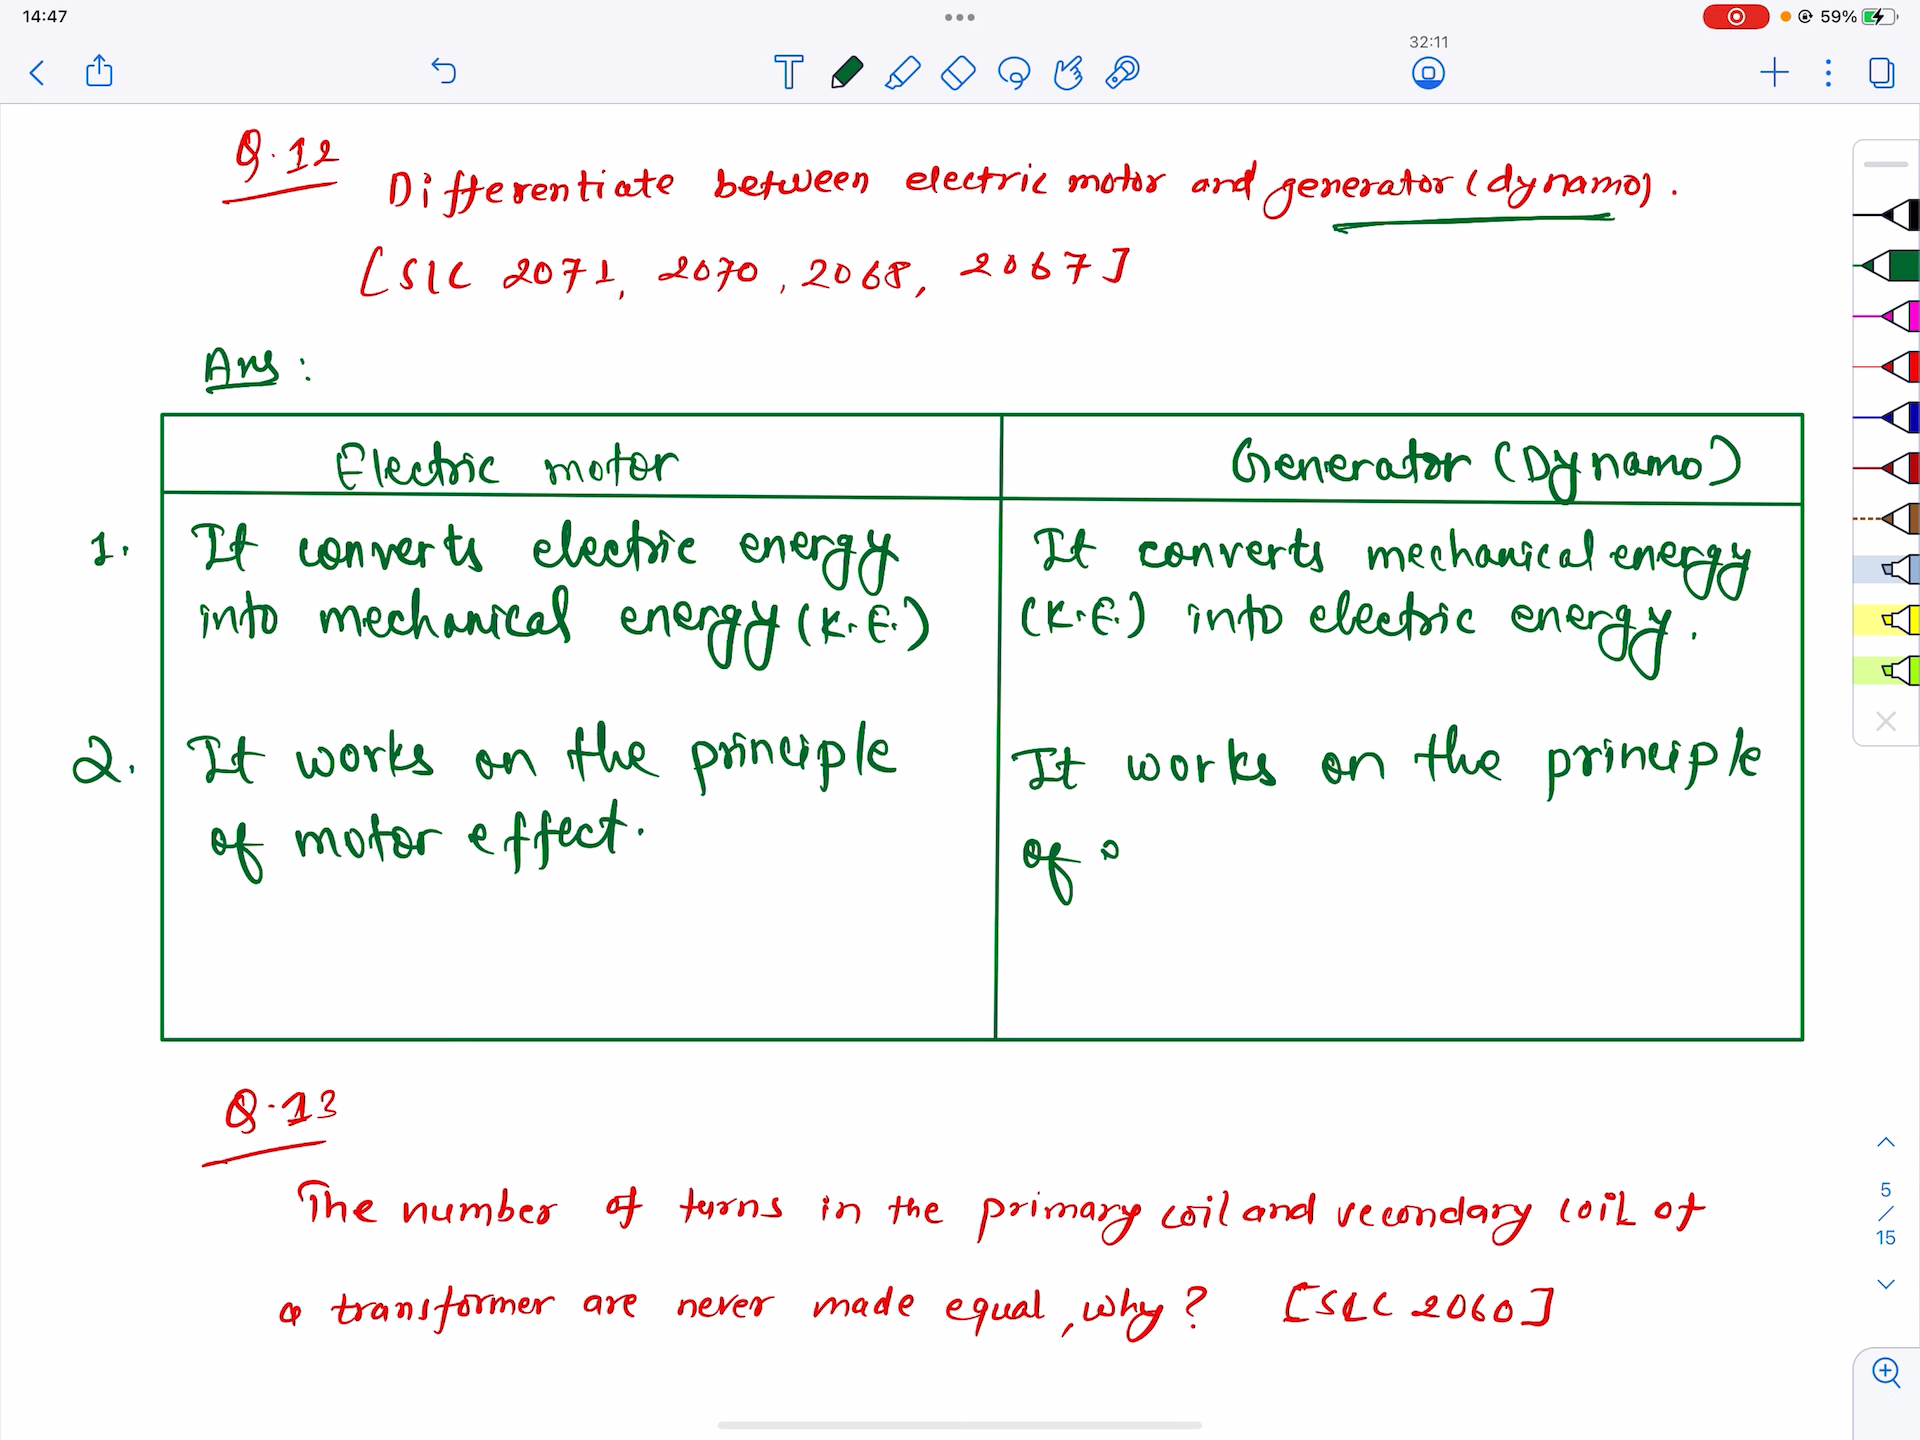 14:47
59%
32:11
Q.12
Differentiate between electric motor and generator (dynamo).
[SLC 2071, 2070, 2068, 2067]
Ans:
Electric motor
Generator (Dynamo)
1. It converts electric energy
into mechanical energy (K.E.)
It converts mechanical energy
(K.E.) into electric energy.
2. It works on the principle
of motor effect.
It works on the principle
of
Q.13
The number of turns in the primary coil and secondary coil of
a transformer are never made equal, why? [SLC 2060]
5
/
15